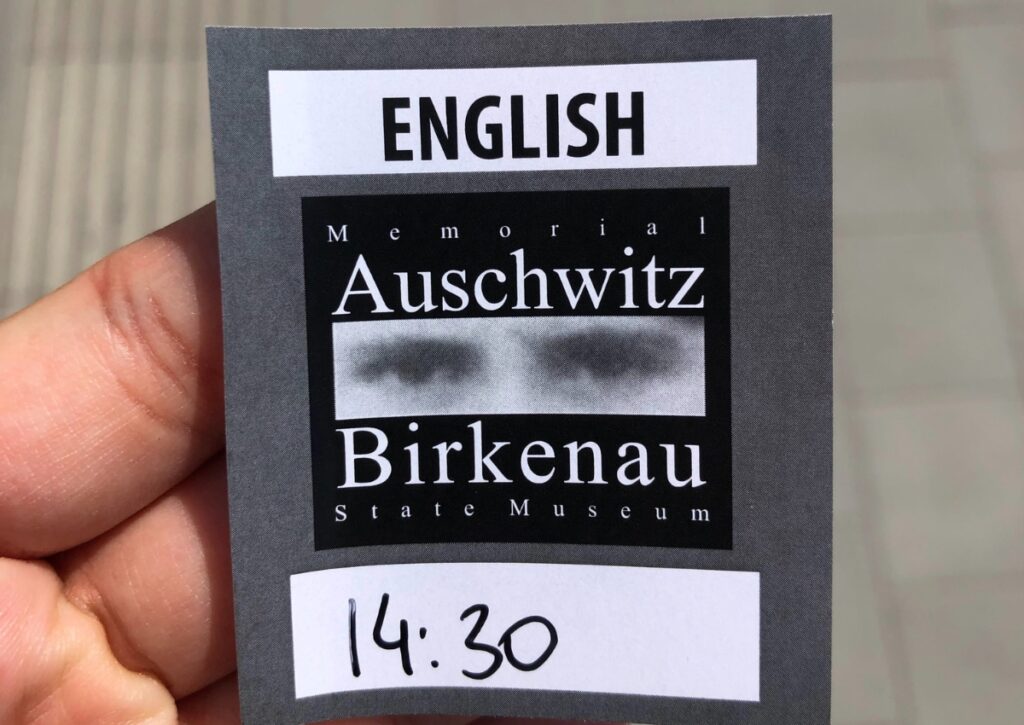 ENGLISH
Memorial
Auschwitz
Birkenau
State Museum
14:30